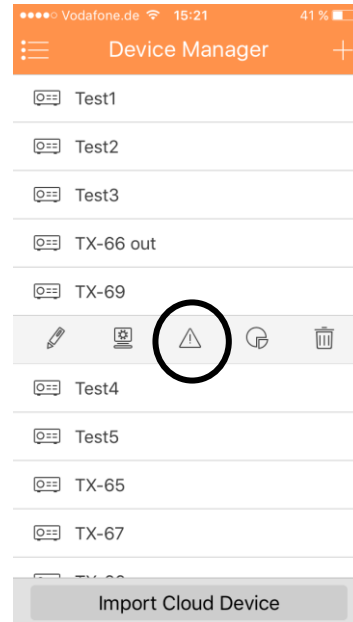 Vodafone.de 15:21 41 %
Device Manager
Test1
Test2
Test3
TX-66 out
TX-69
Test4
Test5
TX-65
TX-67
Import Cloud Device